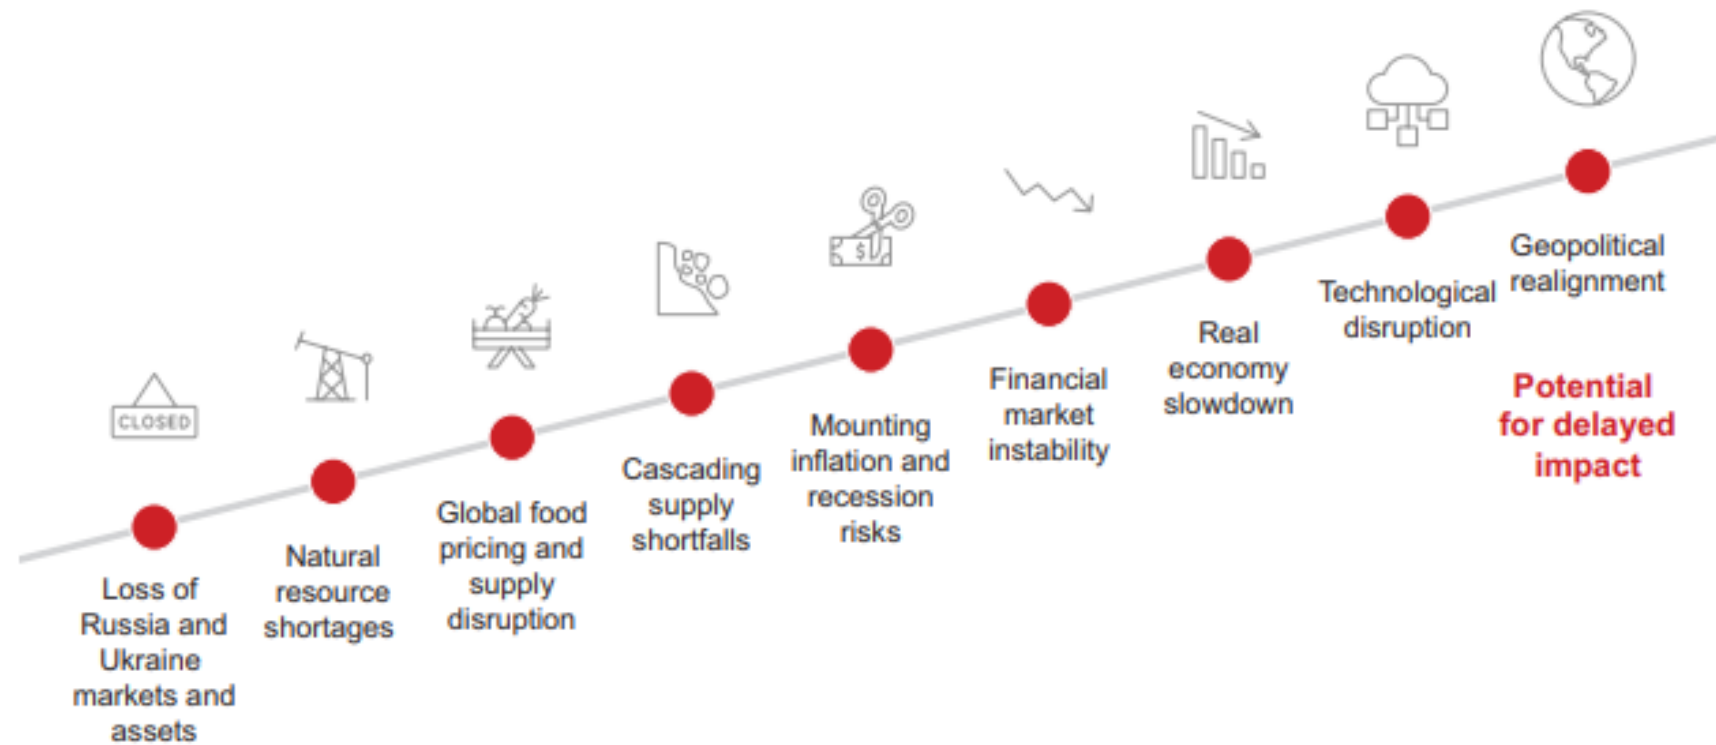 CLOSED
Loss of
Russia and
Ukraine
markets and
assets
Natural
resource
shortages
Global food
pricing and
supply
disruption
Cascading
supply
shortfalls
$
Mounting
inflation and
recession
risks
Financial
market
instability
Real
economy
slowdown
Technological
disruption
Geopolitical
realignment
Potential
for delayed
impact